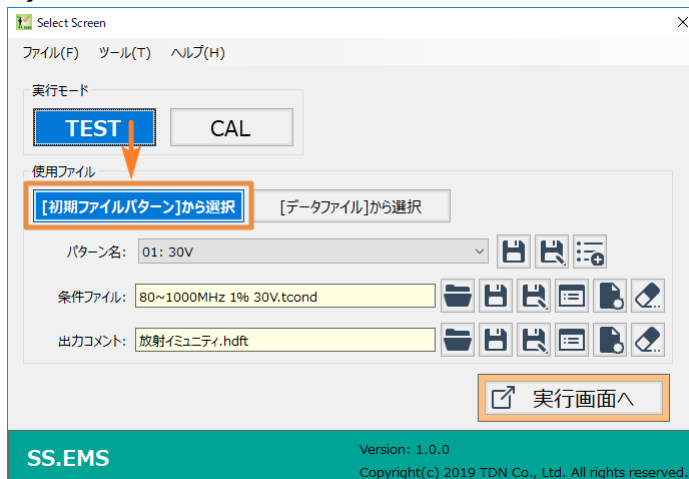 Select Screen
ファイル(F) ツール(T) ヘルプ(H)
実行モード
TEST CAL
使用ファイル
[初期ファイルパターン]から選択 [データファイル]から選択
パターン名: 01: 30V
条件ファイル: 80~1000MHz 1% 30V.tcond
出力コメント: 放射イミュニティ.hdft
実行画面へ
SS.EMS
Version: 1.0.0
Copyright(c) 2019 TDN Co., Ltd. All rights reserved.